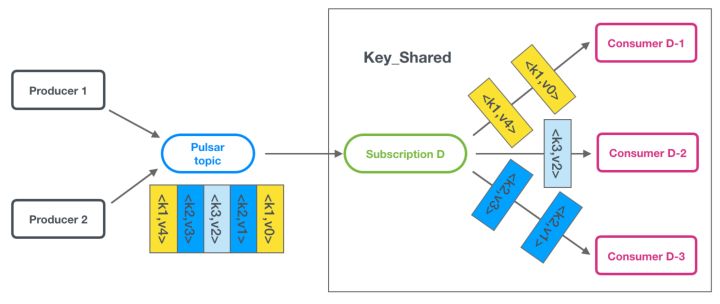 Key_Shared
Producer 1
Producer 2
Pulsar
topic
<k1,v4>
<k2,v3>
<k3,v2>
<k2,v1>
<k1,v0>
Subscription D
<k1,v4>
<k1,v0>
<k3,v2>
<k2,v3>
<k2,v1>
Consumer D-1
Consumer D-2
Consumer D-3